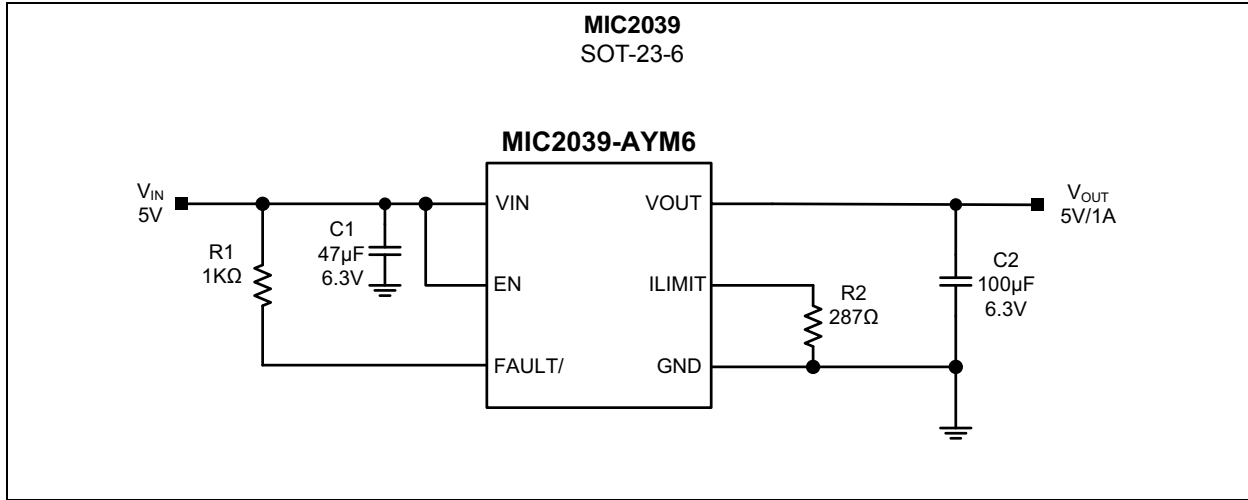 MIC2039
SOT-23-6
MIC2039-AYM6
VIN
5V
R1
1KΩ
C1
47µF
6.3V
VIN
EN
FAULT/
VOUT
ILIMIT
GND
R2
287Ω
C2
100µF
6.3V
VOUT
5V/1A